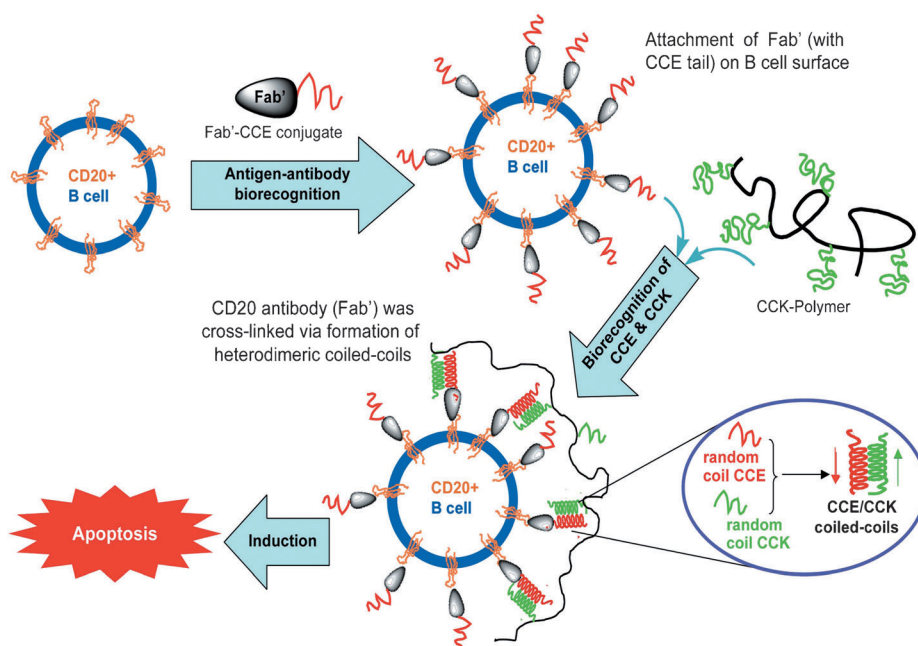 Fab'
Fab'-CCE conjugate
CD20+
B cell
Antigen-antibody
biorecognition
CD20+
B cell
Attachment of Fab' (with
CCE tail) on B cell surface
CCK-Polymer
Biorecognition of
CCE & CCK
CD20 antibody (Fab') was
cross-linked via formation of
heterodimeric coiled-coils
CD20+
B cell
Induction
Apoptosis
random
coil CCE
random
coil CCK
CCE/CCK
coiled-coils